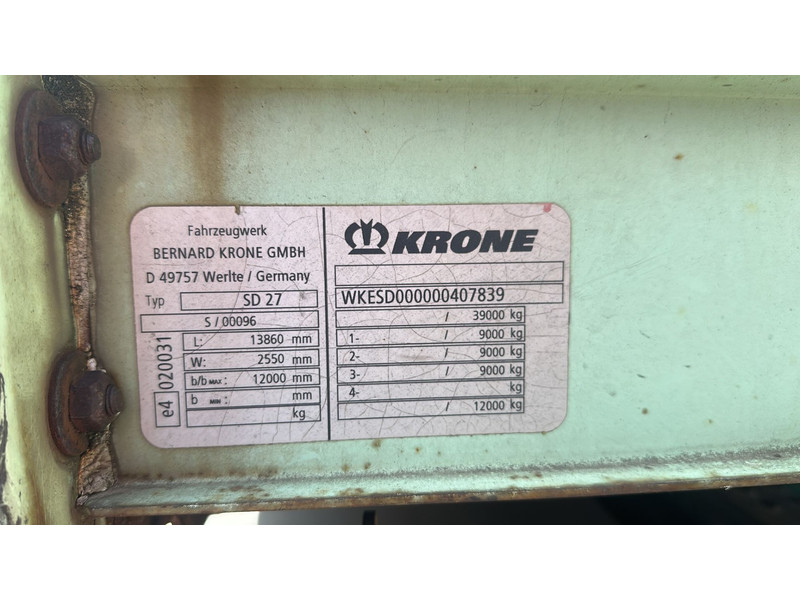 Fahrzeugwerk
BERNARD KRONE GMBH
D 49757 Werlte / Germany
Typ SD 27
S / 00096
e4 020031
L: 13860 mm
W: 2550 mm
b/b MAX: 12000 mm
b MIN: mm
kg
KRONE
WKESD000000407839
/ 39000 kg
1- 9000 kg
2- 9000 kg
3- 9000 kg
4-
/ 12000 kg